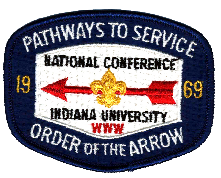 PATHWAYS TO SERVICE
NATIONAL CONFERENCE
19 69
INDIANA UNIVERSITY
WWW
ORDER OF THE ARROW